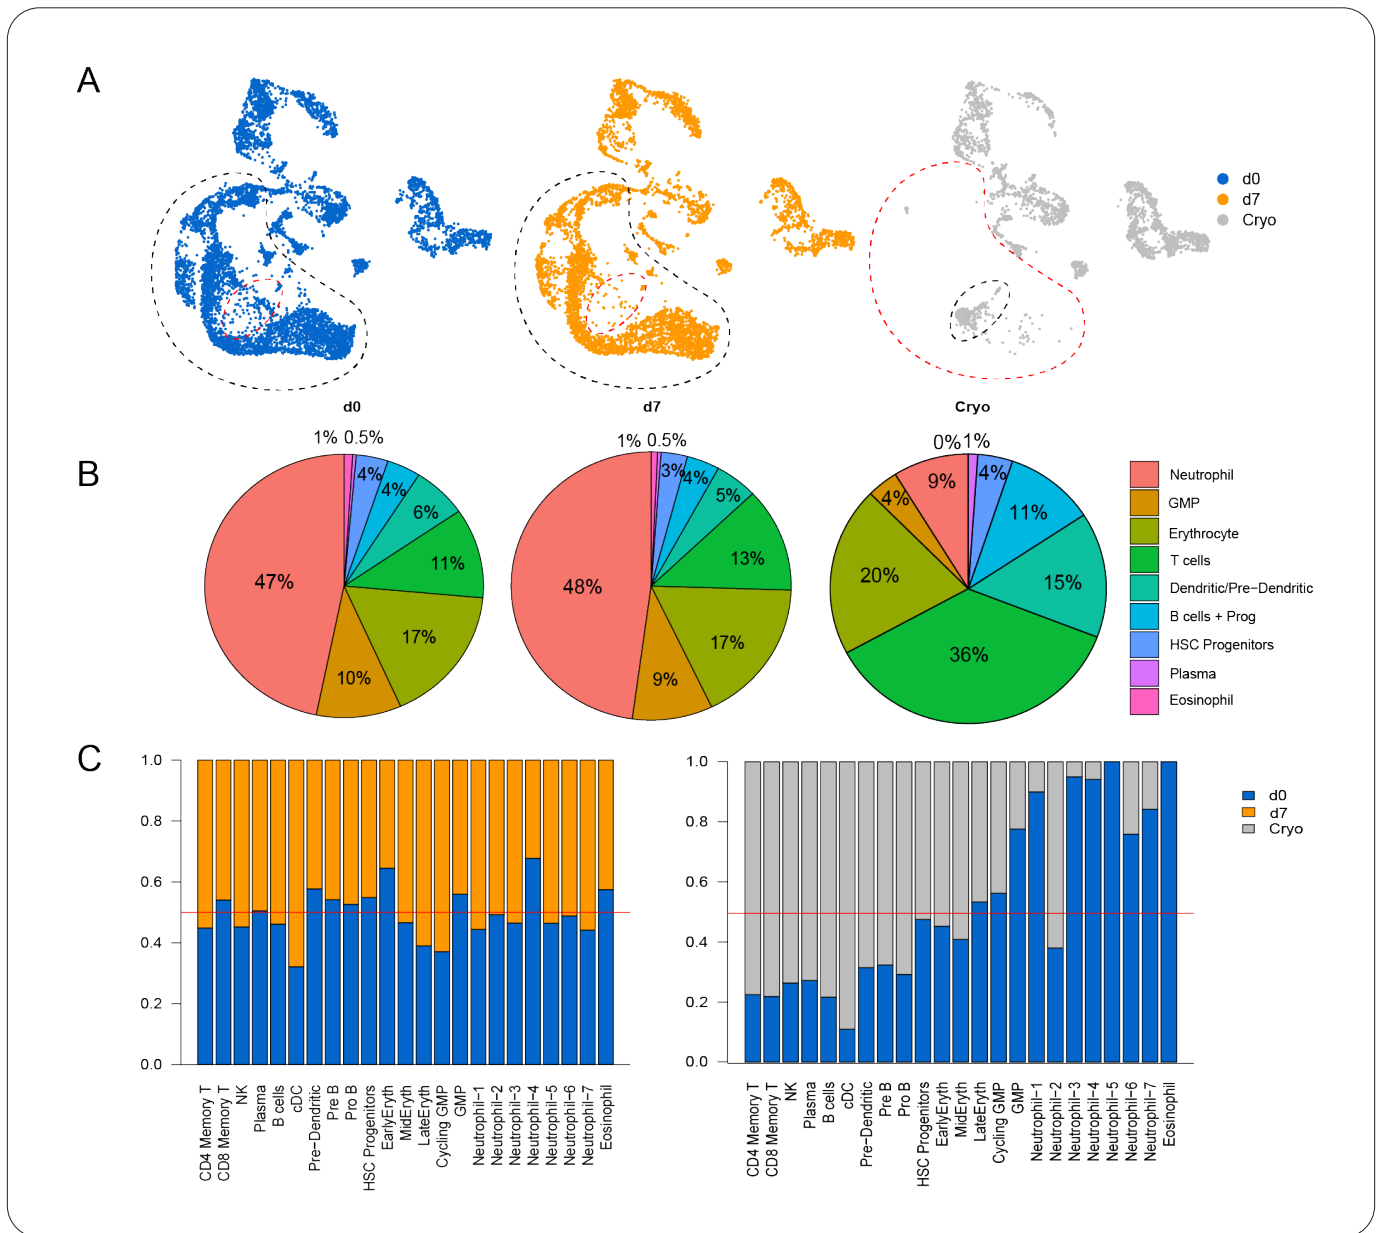 A
d0
d7
Cryo
d0
d7
Cryo
B
1% 0.5%
4%
4%
6%
11%
17%
10%
47%
1% 0.5%
3%
4%
5%
13%
17%
9%
48%
0% 1%
4%
11%
15%
36%
20%
4%
9%
Neutrophil
GMP
Erythrocyte
T cells
Dendritic/Pre−Dendritic
B cells + Prog
HSC Progenitors
Plasma
Eosinophil
C
1.0
0.8
0.6
0.4
0.2
0.0
CD4 Memory T
CD8 Memory T
NK
Plasma
B cells
cDC
Pre−Dendritic
Pre B
Pro B
HSC Progenitors
EarlyEryth
MidEryth
LateEryth
Cycling GMP
GMP
Neutrophil−1
Neutrophil−2
Neutrophil−3
Neutrophil−4
Neutrophil−5
Neutrophil−6
Neutrophil−7
Eosinophil
1.0
0.8
0.6
0.4
0.2
0.0
CD4 Memory T
CD8 Memory T
NK
Plasma
B cells
cDC
Pre−Dendritic
Pre B
Pro B
HSC Progenitors
EarlyEryth
MidEryth
LateEryth
Cycling GMP
GMP
Neutrophil−1
Neutrophil−2
Neutrophil−3
Neutrophil−4
Neutrophil−5
Neutrophil−6
Neutrophil−7
Eosinophil
d0
d7
Cryo